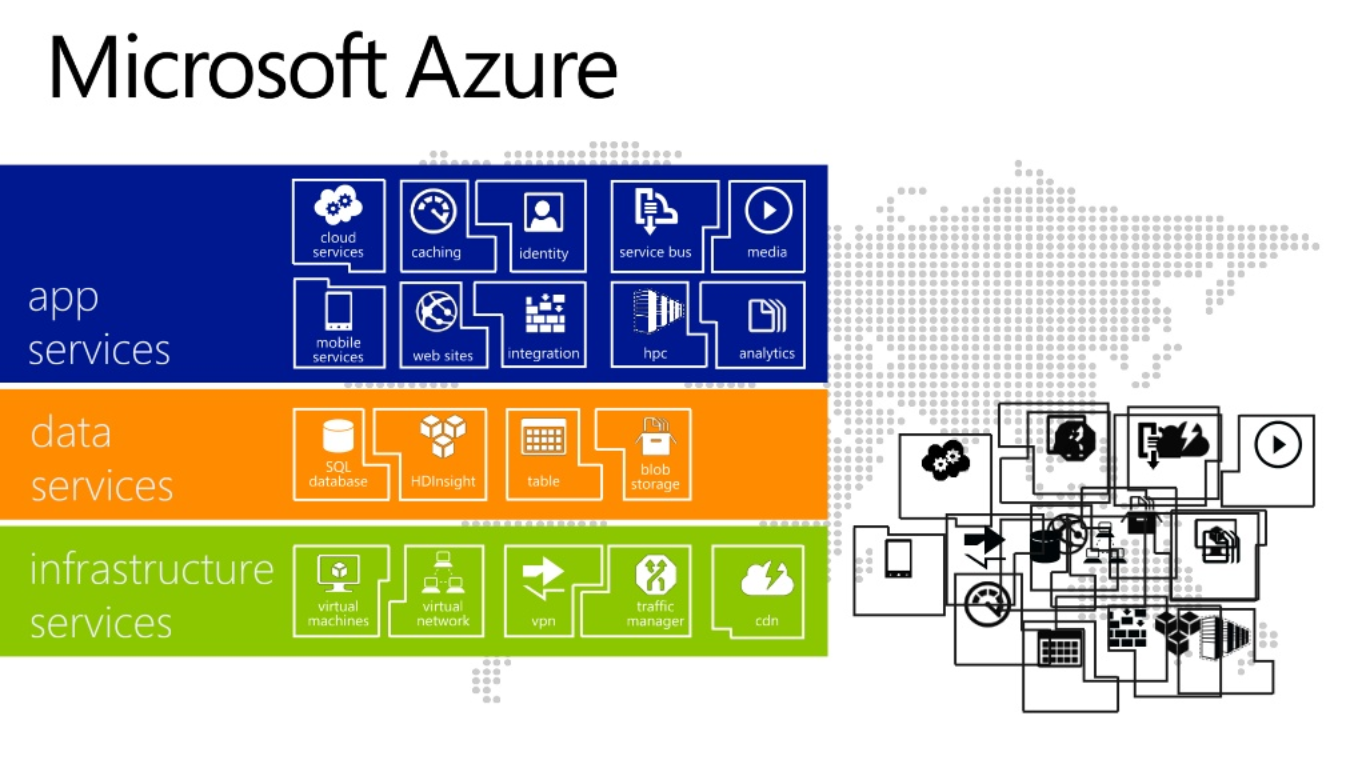 Microsoft Azure
app
services
cloud
services
caching
identity
service bus
media
mobile
services
web sites
integration
hpc
analytics
data
services
SQL
database
HDInsight
table
blob
storage
infrastructure
services
virtual
machines
virtual
network
vpn
traffic
manager
cdn